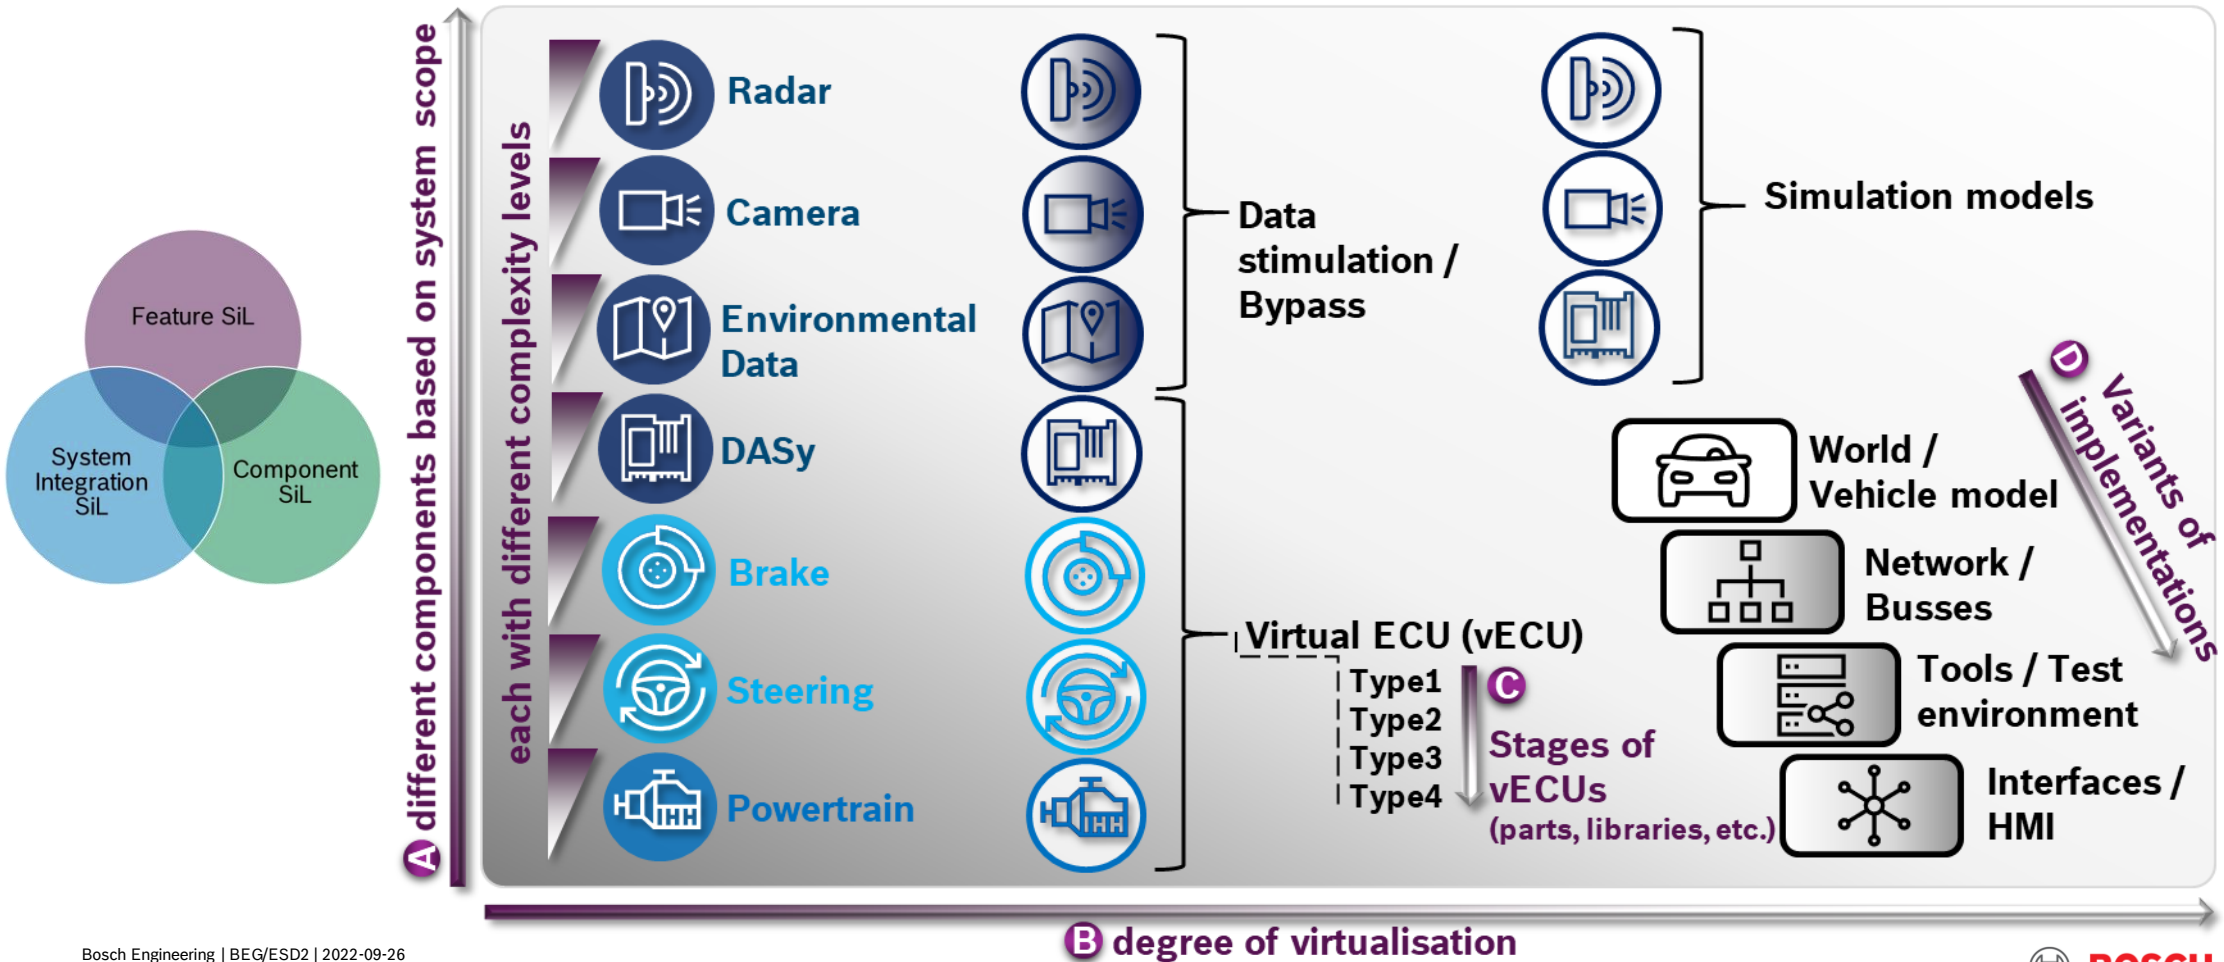 Feature SiL
System
Integration
SiL
Component
SiL
A different components based on system scope
each with different complexity levels
Radar
Camera
Environmental
Data
DASy
Brake
Steering
Powertrain
Data
stimulation /
Bypass
Virtual ECU (vECU)
Type1
Type2
Type3
Type4
C
Stages of
vECUs
(parts, libraries, etc.)
Simulation models
D
Variants of
implementations
World /
Vehicle model
Network /
Busses
Tools / Test
environment
Interfaces /
HMI
B degree of virtualisation
Bosch Engineering | BEG/ESD2 | 2022-09-26
BOSCH